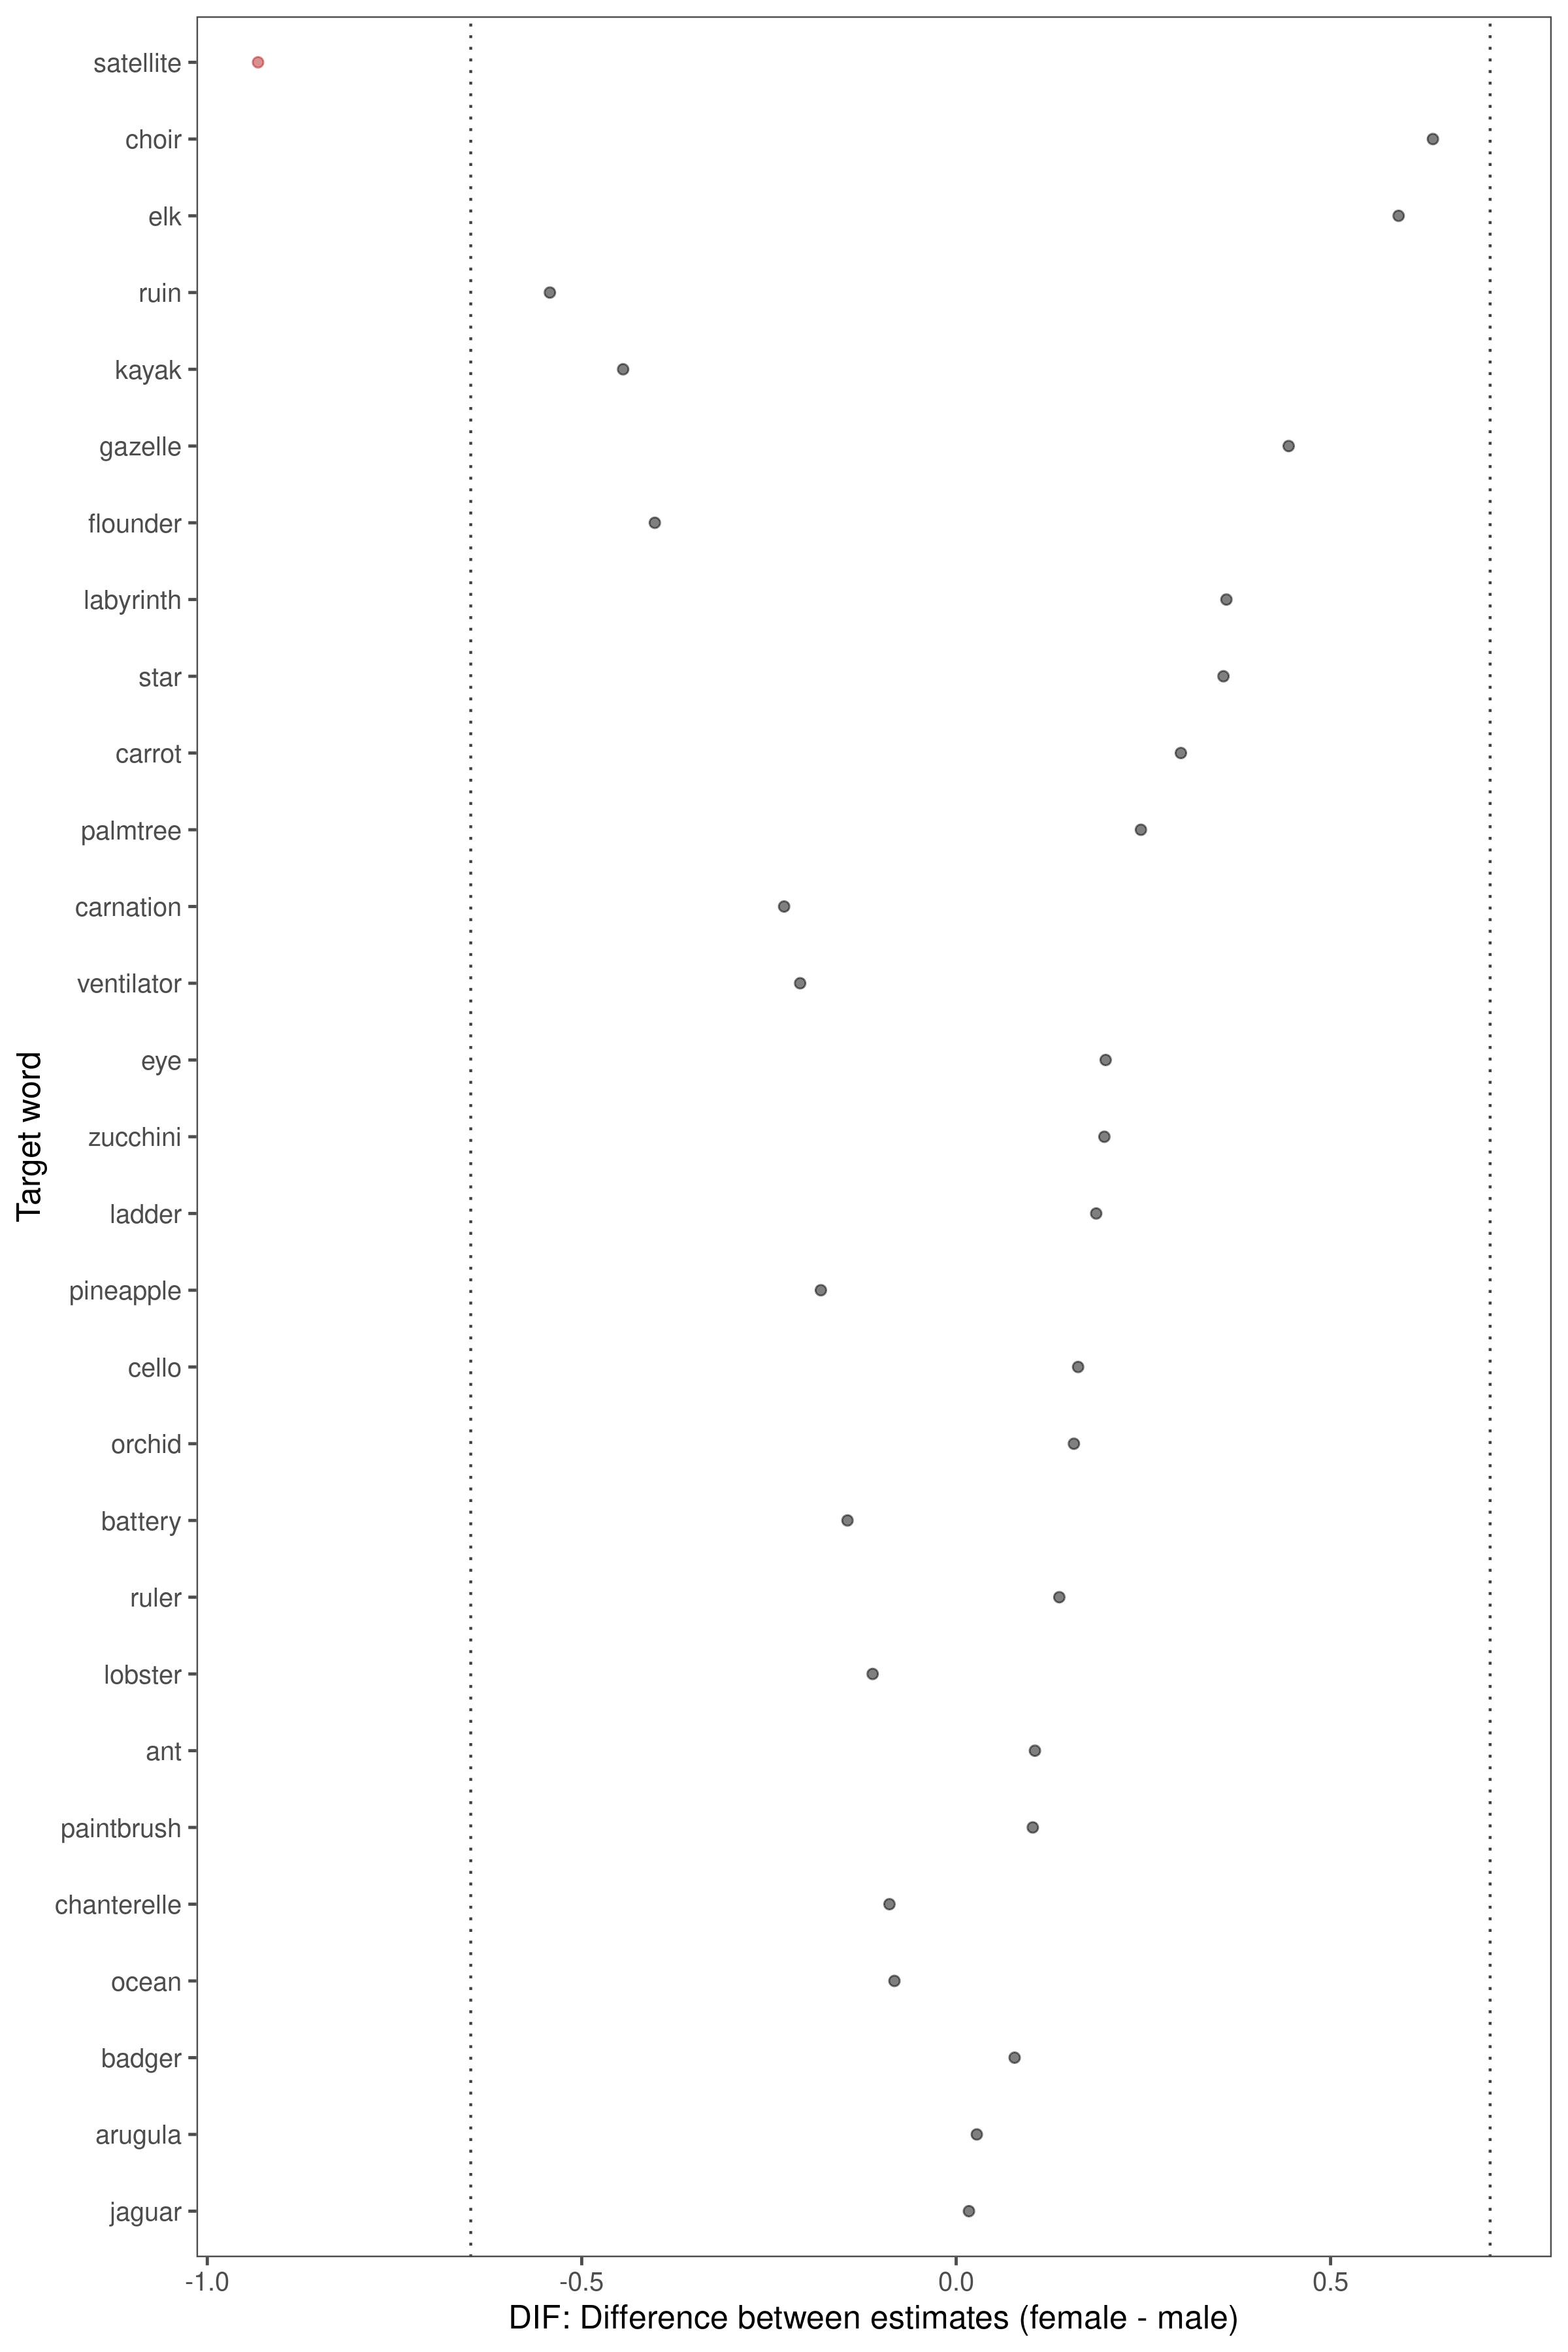 satellite
choir
elk
ruin
kayak
gazelle
flounder
labyrinth
star
carrot
palmtree
carnation
ventilator
eye
zucchini
ladder
pineapple
cello
orchid
battery
ruler
lobster
ant
paintbrush
chanterelle
ocean
badger
arugula
jaguar
Target word
-1.0 -0.5 0.0 0.5
DIF: Difference between estimates (female - male)